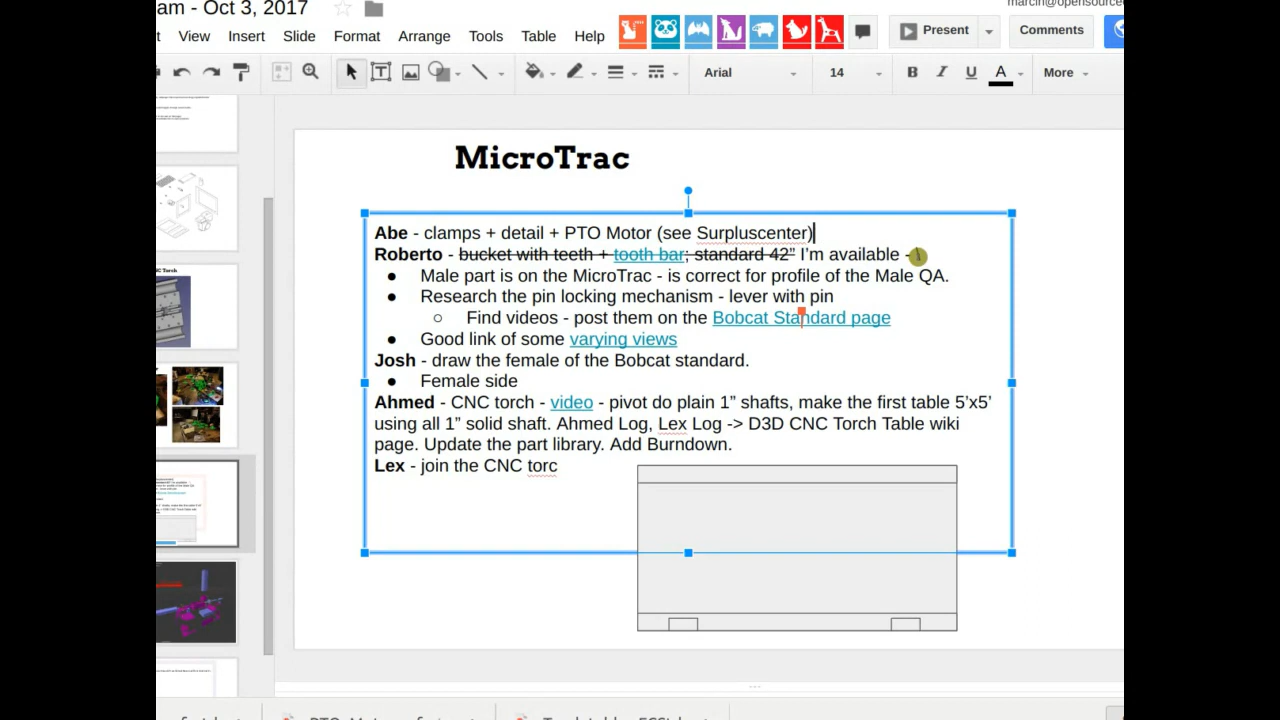 am - Oct 3, 2017
marcin@opensourcec
t View Insert Slide Format Arrange Tools Table Help
Present
Comments
Arial
14
B I U A More
MicroTrac
Abe - clamps + detail + PTO Motor (see Surpluscenter)
Roberto - bucket with teeth + tooth bar; standard 42” I’m available -
● Male part is on the MicroTrac - is correct for profile of the Male QA.
● Research the pin locking mechanism - lever with pin
○ Find videos - post them on the Bobcat Standard page
● Good link of some varying views
Josh - draw the female of the Bobcat standard.
● Female side
Ahmed - CNC torch - video - pivot do plain 1” shafts, make the first table 5’x5’
using all 1” solid shaft. Ahmed Log, Lex Log -> D3D CNC Torch Table wiki
page. Update the part library. Add Burndown.
Lex - join the CNC torc